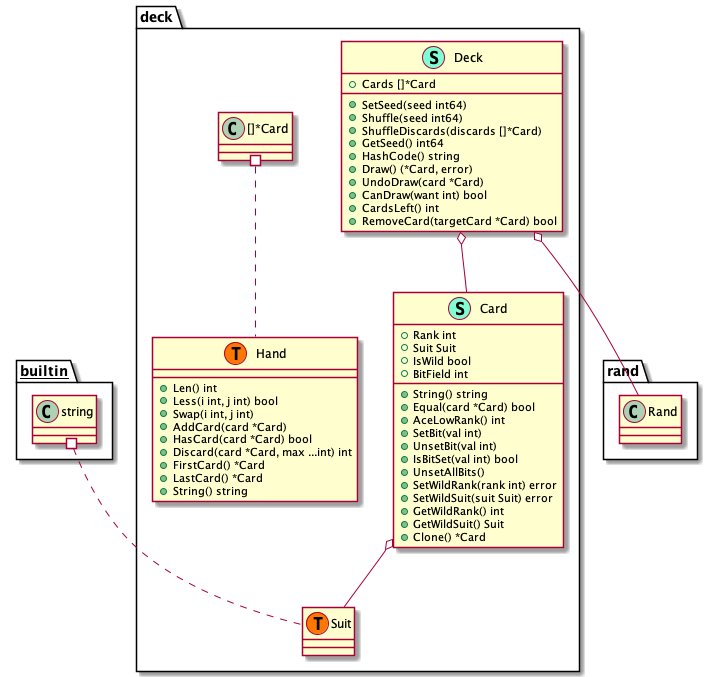 deck
S Deck
Cards []*Card
SetSeed(seed int64)
Shuffle(seed int64)
ShuffleDiscards(discards []*Card)
GetSeed() int64
HashCode() string
Draw() (*Card, error)
UndoDraw(card *Card)
CanDraw(want int) bool
CardsLeft() int
RemoveCard(targetCard *Card) bool
C []*Card
S Card
Rank int
Suit Suit
IsWild bool
BitField int
String() string
Equal(card *Card) bool
AceLowRank() int
SetBit(val int)
UnsetBit(val int)
IsBitSet(val int) bool
UnsetAllBits()
SetWildRank(rank int) error
SetWildSuit(suit Suit) error
GetWildRank() int
GetWildSuit() Suit
Clone() *Card
T Hand
Len() int
Less(i int, j int) bool
Swap(i int, j int)
AddCard(card *Card)
HasCard(card *Card) bool
Discard(card *Card, max ...int) int
FirstCard() *Card
LastCard() *Card
String() string
builtin
C string
rand
C Rand
T Suit